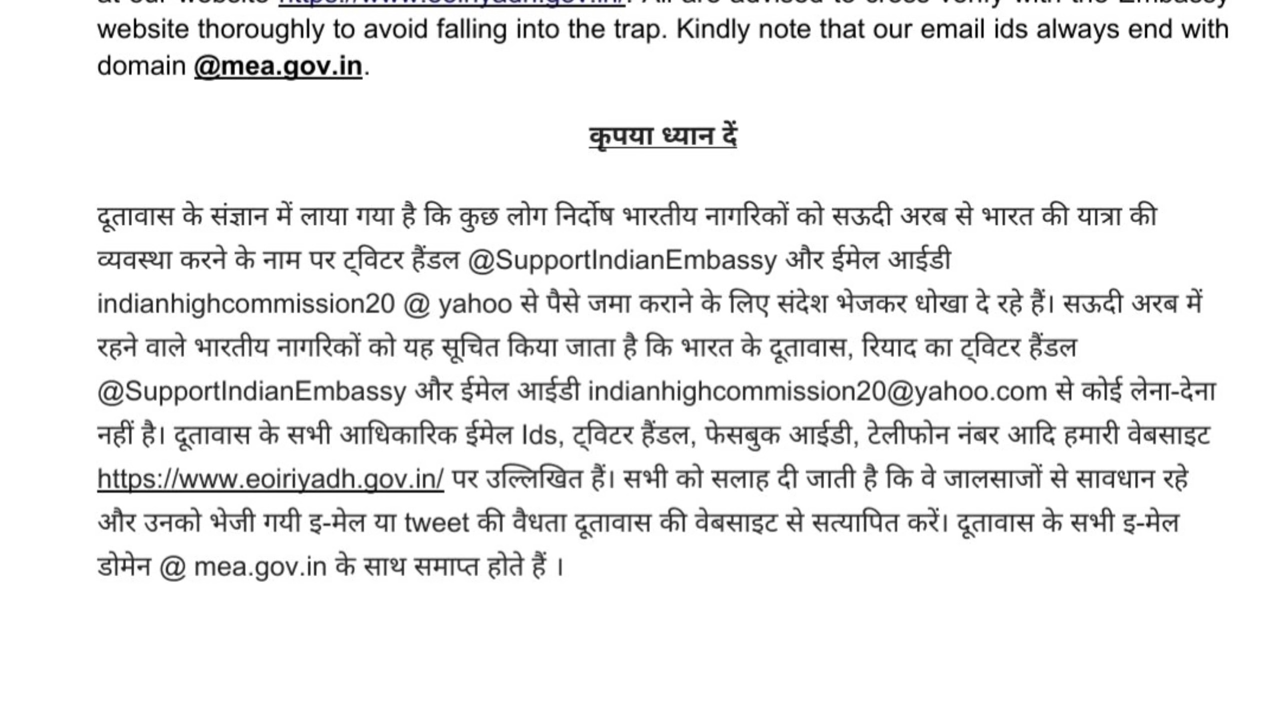 website thoroughly to avoid falling into the trap. Kindly note that our email ids always end with
domain @mea.gov.in.
कृपया ध्यान दें
दूतावास के संज्ञान में लाया गया है कि कुछ लोग निर्दोष भारतीय नागरिकों को सऊदी अरब से भारत की यात्रा की
व्यवस्था करने के नाम पर ट्विटर हैंडल @SupportIndianEmbassy और ईमेल आईडी
indianhighcommission20 @ yahoo से पैसे जमा कराने के लिए संदेश भेजकर धोखा दे रहे हैं। सऊदी अरब में
रहने वाले भारतीय नागरिकों को यह सूचित किया जाता है कि भारत के दूतावास, रियाद का ट्विटर हैंडल
@SupportIndianEmbassy और ईमेल आईडी indianhighcommission20@yahoo.com से कोई लेना-देना
नहीं है। दूतावास के सभी आधिकारिक ईमेल Ids, ट्विटर हैंडल, फेसबुक आईडी, टेलीफोन नंबर आदि हमारी वेबसाइट
https://www.eoiriyadh.gov.in/ पर उल्लिखित हैं। सभी को सलाह दी जाती है कि वे जालसाजों से सावधान रहे
और उनको भेजी गयी इ-मेल या tweet की वैधता दूतावास की वेबसाइट से सत्यापित करें। दूतावास के सभी इ-मेल
डोमेन @ mea.gov.in के साथ समाप्त होते हैं ।